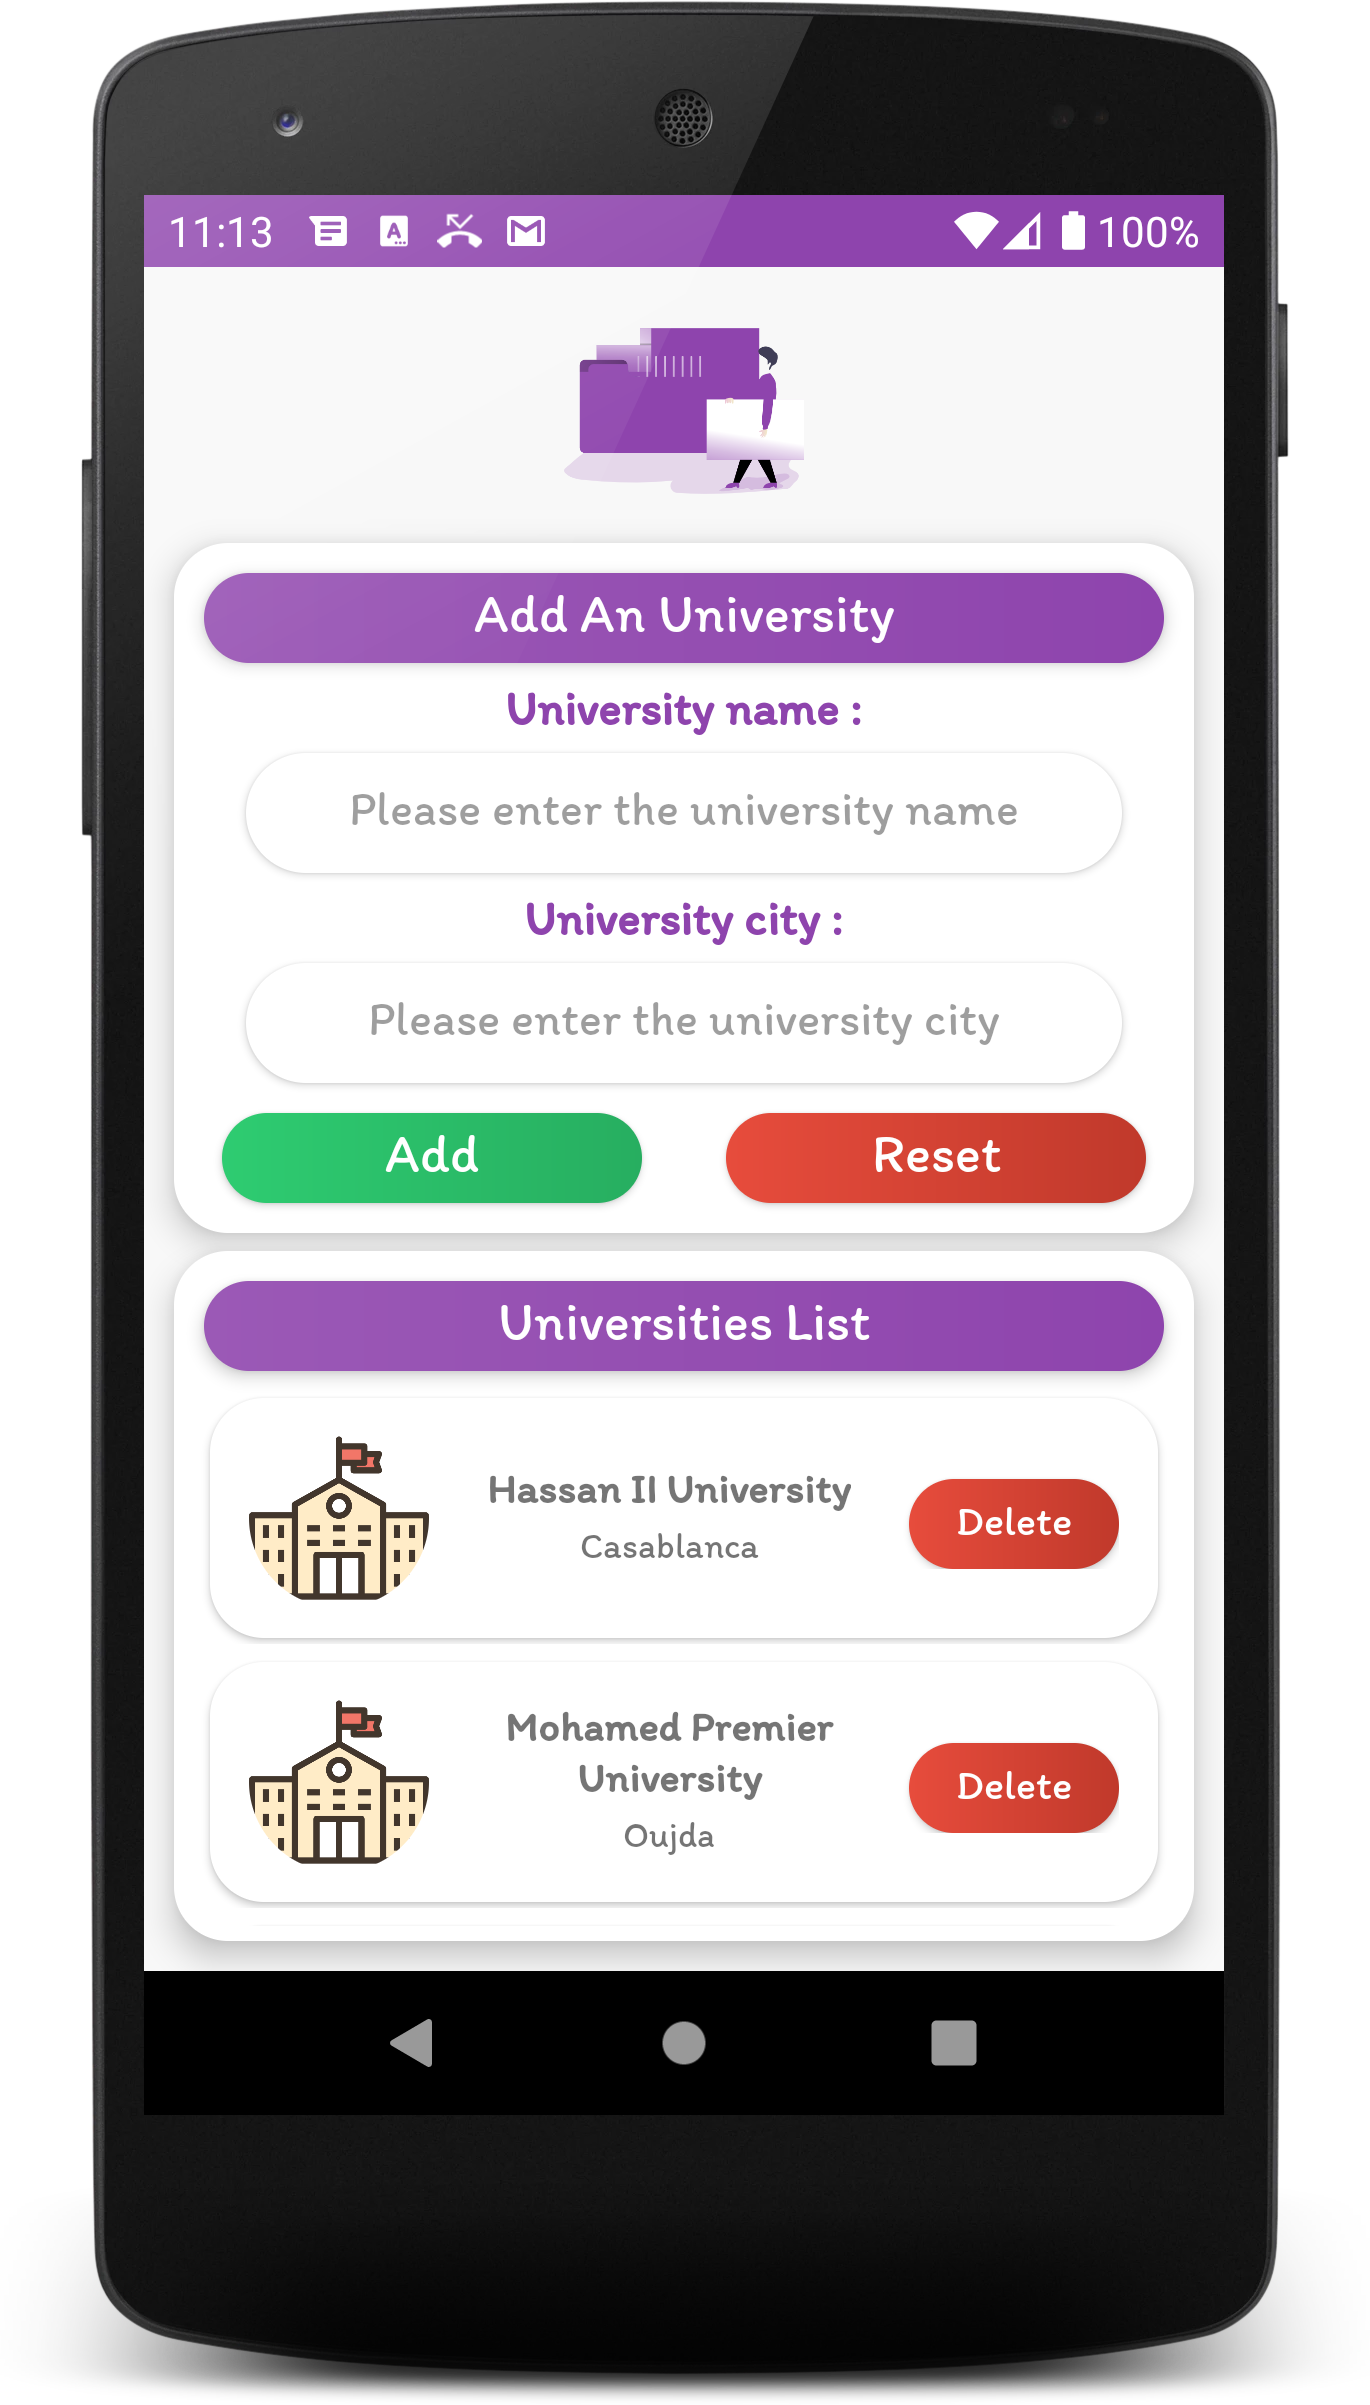 11:13 100%
Add An University
University name :
Please enter the university name
University city :
Please enter the university city
Add Reset
Universities List
Hassan II University
Casablanca
Delete
Mohamed Premier
University
Oujda
Delete